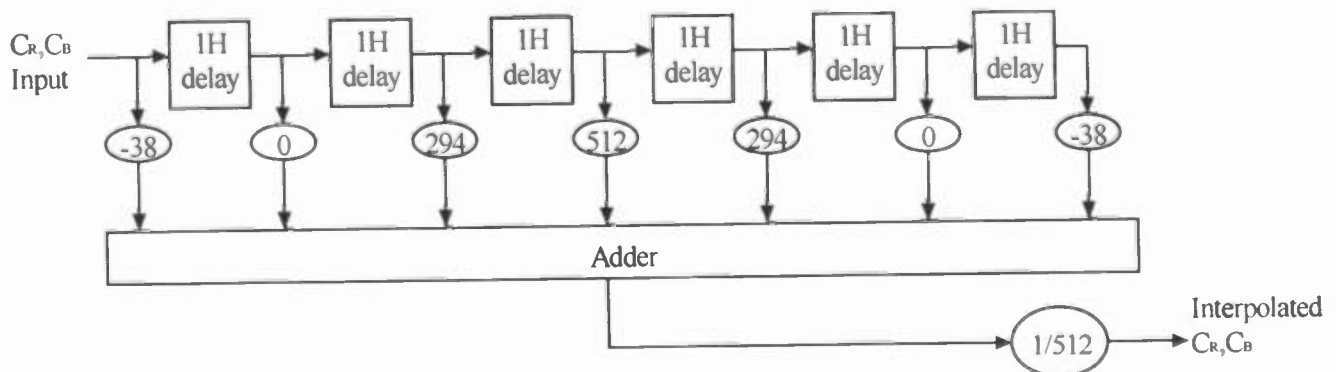 CR,CB
Input
1H
delay
1H
delay
1H
delay
1H
delay
1H
delay
1H
delay
-38
0
294
512
294
0
-38
Adder
1/512
Interpolated
CR,CB